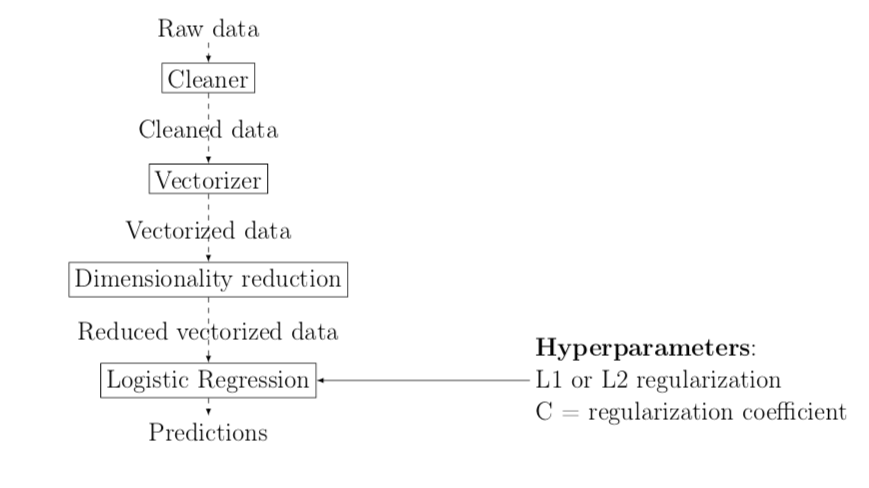 Raw data
Cleaner
Cleaned data
Vectorizer
Vectorized data
Dimensionality reduction
Reduced vectorized data
Logistic Regression
Predictions
Hyperparameters:
L1 or L2 regularization
C = regularization coefficient